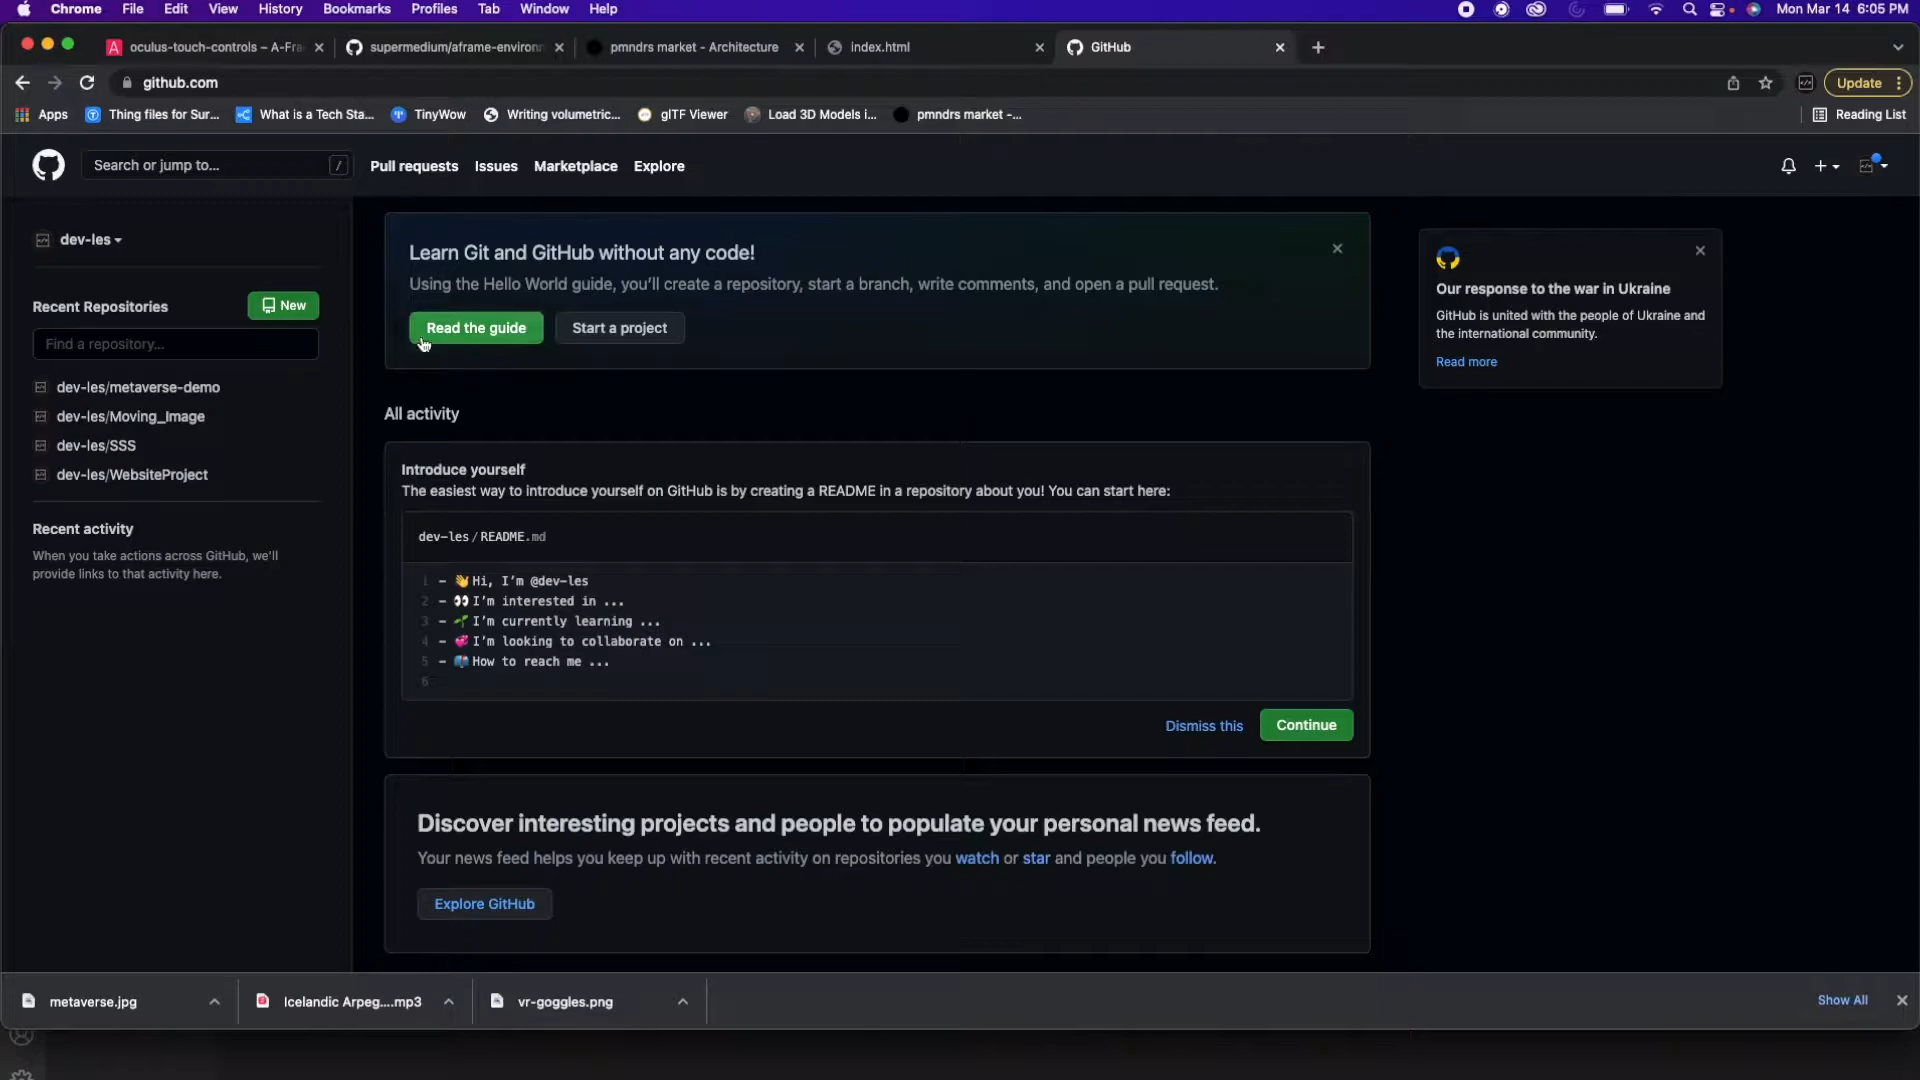 Chrome File Edit View History Bookmarks Profiles Tab Window Help Mon Mar 14 6:05 PM
oculus-touch-controls – A-Fra supermedium/aframe-environm pmndrs market - Architecture index.html GitHub
github.com Update
Apps Thing files for Sur... What is a Tech Sta... TinyWow Writing volumetric... glTF Viewer Load 3D Models i... pmndrs market -... Reading List
Search or jump to... / Pull requests Issues Marketplace Explore
dev-les
Recent Repositories New
Find a repository...
dev-les/metaverse-demo
dev-les/Moving_Image
dev-les/SSS
dev-les/WebsiteProject
Recent activity
When you take actions across GitHub, we'll
provide links to that activity here.
Learn Git and GitHub without any code!
Using the Hello World guide, you'll create a repository, start a branch, write comments, and open a pull request.
Read the guide Start a project
All activity
Introduce yourself
The easiest way to introduce yourself on GitHub is by creating a README in a repository about you! You can start here:
dev-les / README.md
1 - 👋 Hi, I'm @dev-les
2 - 👀 I'm interested in ...
3 - 🌱 I'm currently learning ...
4 - 💞️ I'm looking to collaborate on ...
5 - 📫 How to reach me ...
6
Dismiss this Continue
Discover interesting projects and people to populate your personal news feed.
Your news feed helps you keep up with recent activity on repositories you watch or star and people you follow.
Explore GitHub
Our response to the war in Ukraine
GitHub is united with the people of Ukraine and
the international community.
Read more
metaverse.jpg Icelandic Arpeg....mp3 vr-goggles.png Show All